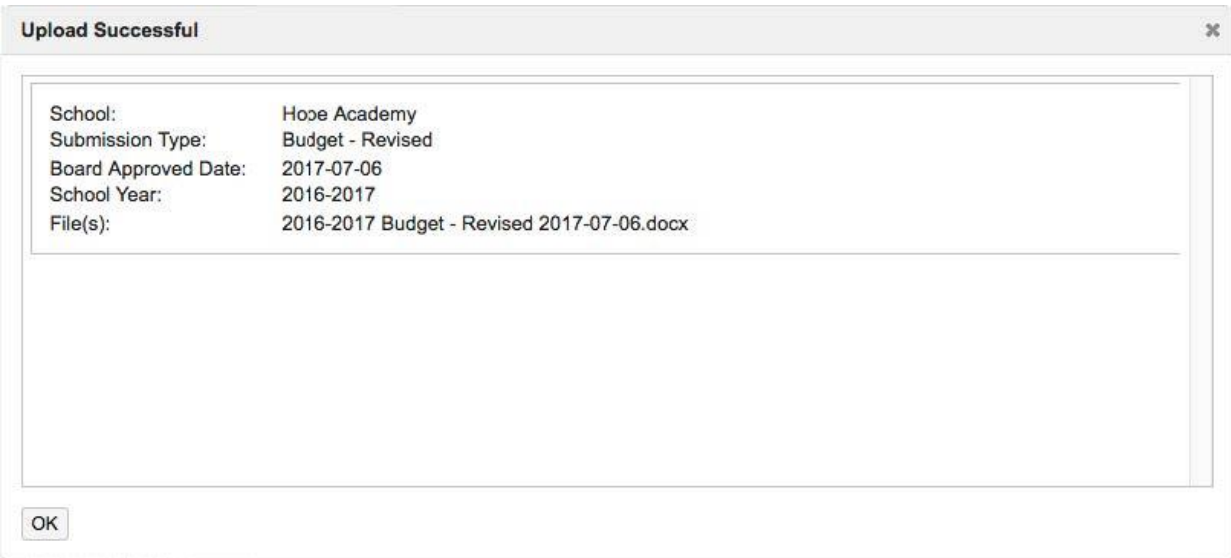 Upload Successful
School: Hope Academy
Submission Type: Budget - Revised
Board Approved Date: 2017-07-06
School Year: 2016-2017
File(s): 2016-2017 Budget - Revised 2017-07-06.docx
OK